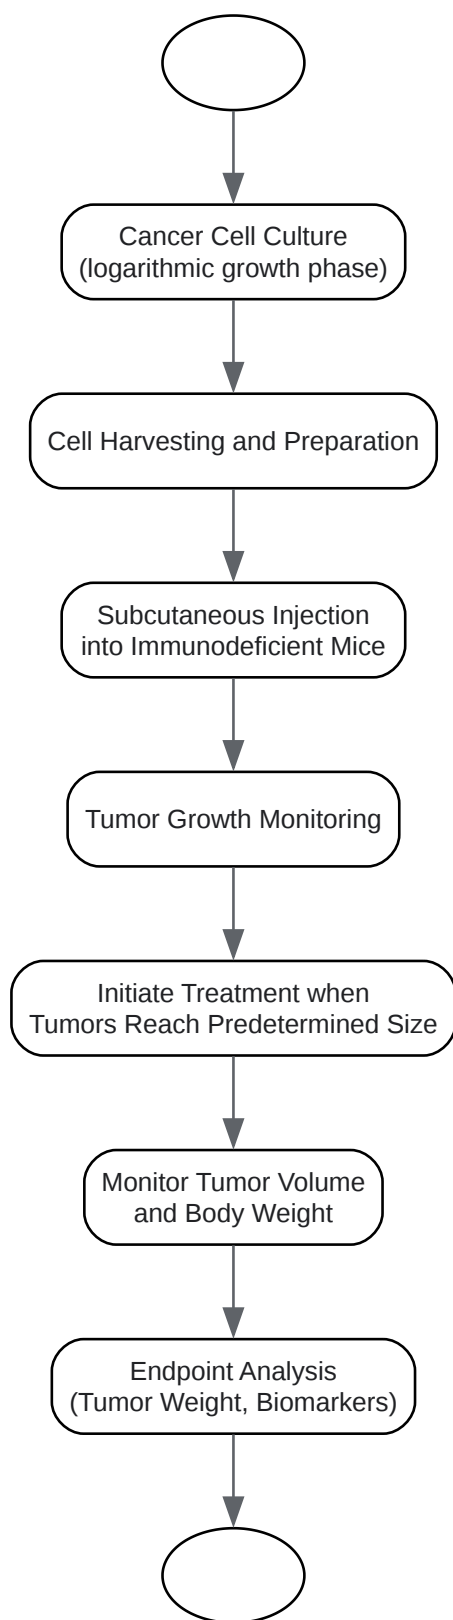 Cancer Cell Culture
(logarithmic growth phase)
Cell Harvesting and Preparation
Subcutaneous Injection
into Immunodeficient Mice
Tumor Growth Monitoring
Initiate Treatment when
Tumors Reach Predetermined Size
Monitor Tumor Volume
and Body Weight
Endpoint Analysis
(Tumor Weight, Biomarkers)